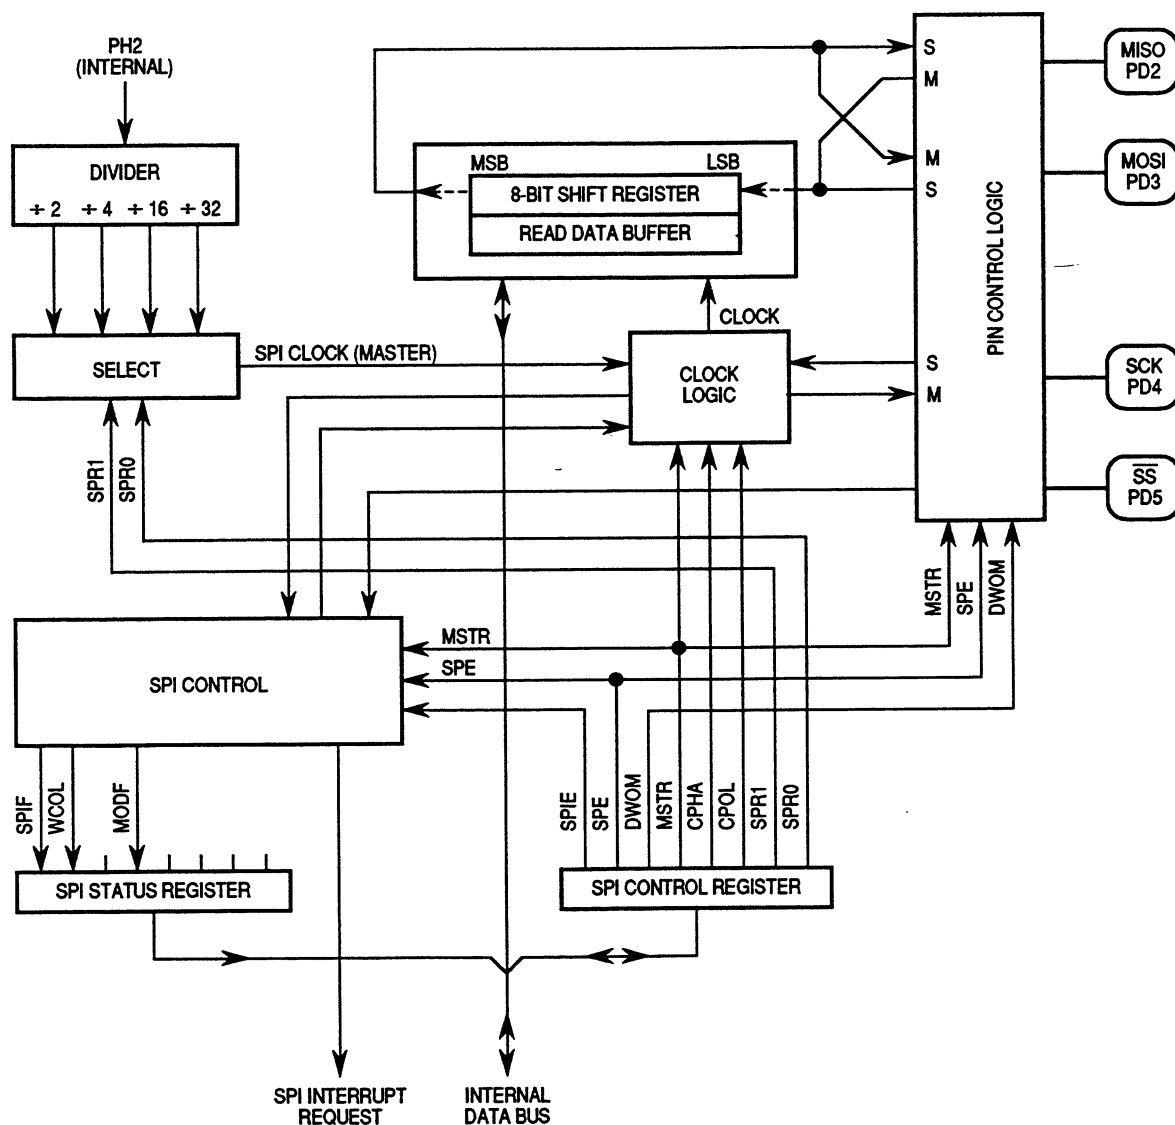 PH2
(INTERNAL)
DIVIDER
÷ 2 ÷ 4 ÷ 16 ÷ 32
SELECT
SPR1
SPR0
SPI CLOCK (MASTER)
MSB
LSB
8-BIT SHIFT REGISTER
READ DATA BUFFER
CLOCK
CLOCK
LOGIC
S
M
M
S
S
M
PIN CONTROL LOGIC
MISO
PD2
MOSI
PD3
SCK
PD4
SS
PD5
MSTR
SPE
DWOM
MSTR
SPE
SPI CONTROL
SPIF
WCOL
MODF
SPIE
SPE
DWOM
MSTR
CPHA
CPOL
SPR1
SPR0
SPI STATUS REGISTER
SPI CONTROL REGISTER
SPI INTERRUPT
REQUEST
INTERNAL
DATA BUS